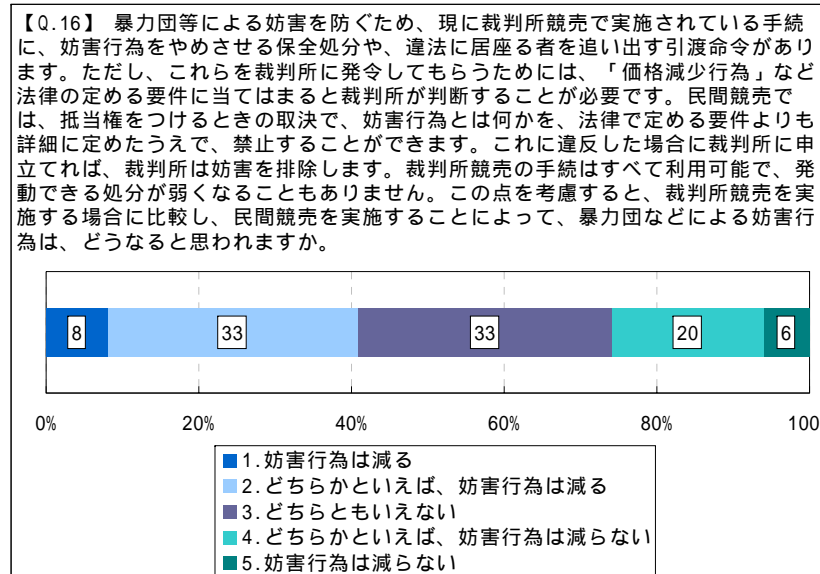 【Q.16】 暴力団等による妨害を防ぐため、現に裁判所競売で実施されている手続
に、妨害行為をやめさせる保全処分や、違法に居座る者を追い出す引渡命令があり
ます。ただし、これらを裁判所に発令してもらうためには、「価格減少行為」など
法律の定める要件に当てはまると裁判所が判断することが必要です。民間競売で
は、抵当権をつけるときの取決で、妨害行為とは何かを、法律で定める要件よりも
詳細に定めたうえで、禁止することができます。これに違反した場合に裁判所に申
立てれば、裁判所は妨害を排除します。裁判所競売の手続はすべて利用可能で、発
動できる処分が弱くなることもありません。この点を考慮すると、裁判所競売を実
施する場合に比較し、民間競売を実施することによって、暴力団などによる妨害行
為は、どうなると思われますか。
8 33 33 20 6
0% 20% 40% 60% 80% 100
1.妨害行為は減る
2.どちらかといえば、妨害行為は減る
3.どちらともいえない
4.どちらかといえば、妨害行為は減らない
5.妨害行為は減らない